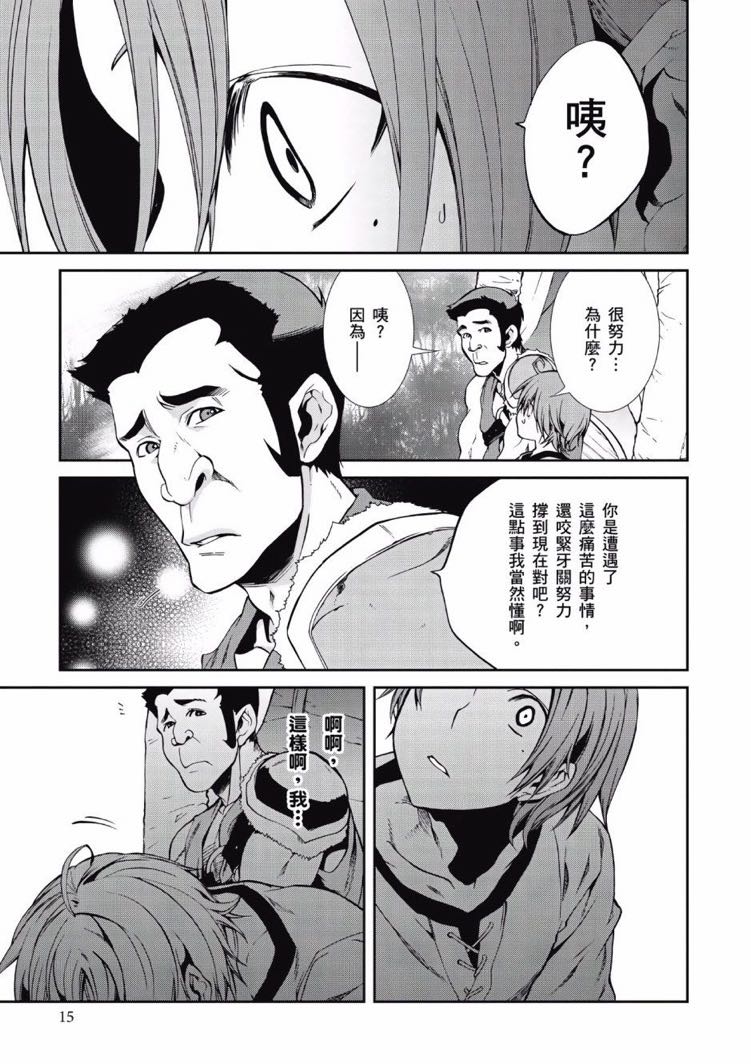 咦？
很努力…
為什麼？
咦？
因為—
你是遭遇了
這麼痛苦的事情，
還咬緊牙關努力
撐到現在對吧？
這點事我當然懂啊。
啊啊，
這樣啊，我…
15